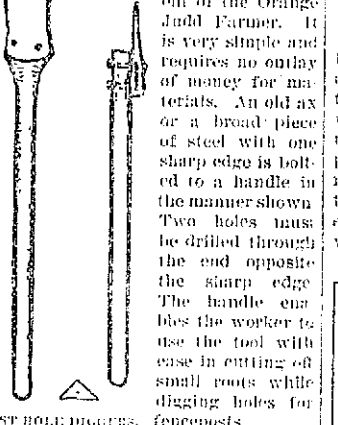 out of the Orange
Judd Farmer. It
is very simple and
requires no outlay
of money for ma-
terials. An old ax
or a broad piece
of steel with one
sharp edge is bolt-
ed to a handle in
the manner shown
Two holes must
be drilled through
the end opposite
the sharp edge
The handle ena-
bles the worker to
use the tool with
ease in cutting off
small roots while
digging holes for
fenceposts.
ST HOLE DIGGERS.